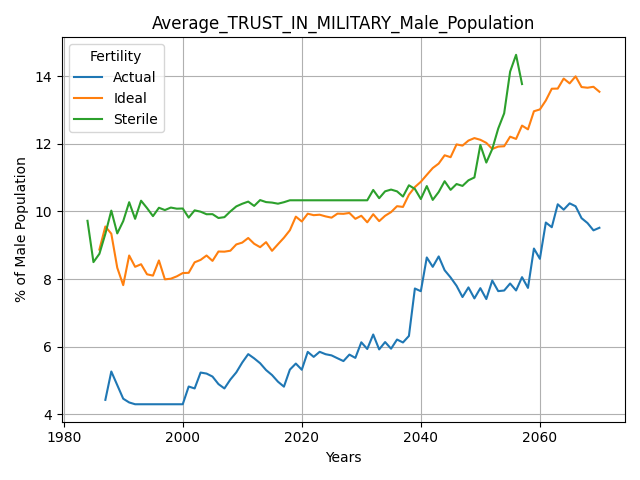 Average_TRUST_IN_MILITARY_Male_Population
Fertility
Actual
Ideal
Sterile
% of Male Population
14
12
10
8
6
4
1980
2000
2020
2040
2060
Years